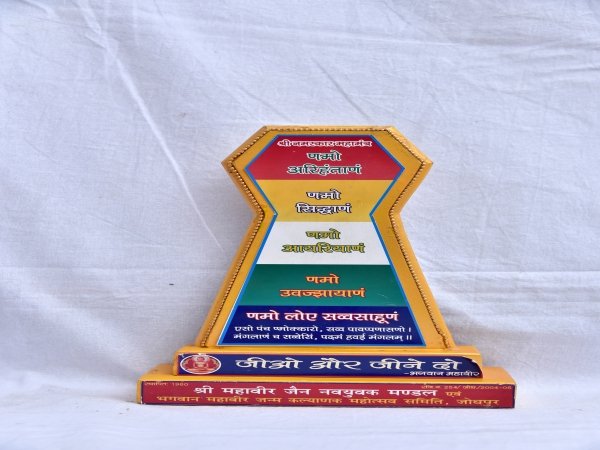 श्री नमस्कार महामंत्र
णमो
अरिहंताणं
णमो
सिद्धाणं
णमो
आयरियाणं
णमो
उवज्झायाणं
णमो लोए सव्वसाहूणं
एसो पंच णमोक्कारो, सव्व पावप्पणासणो।
मंगलाणं च सव्वेसिं, पढमं हवई मंगलम्॥
जीओ और जीने दो
-भगवान महावीर
स्थापित: 1980
श्री महावीर जैन नवयुवक मण्डल एवं
भगवान महावीर जन्म कल्याणक महोत्सव समिति, जोधपुर